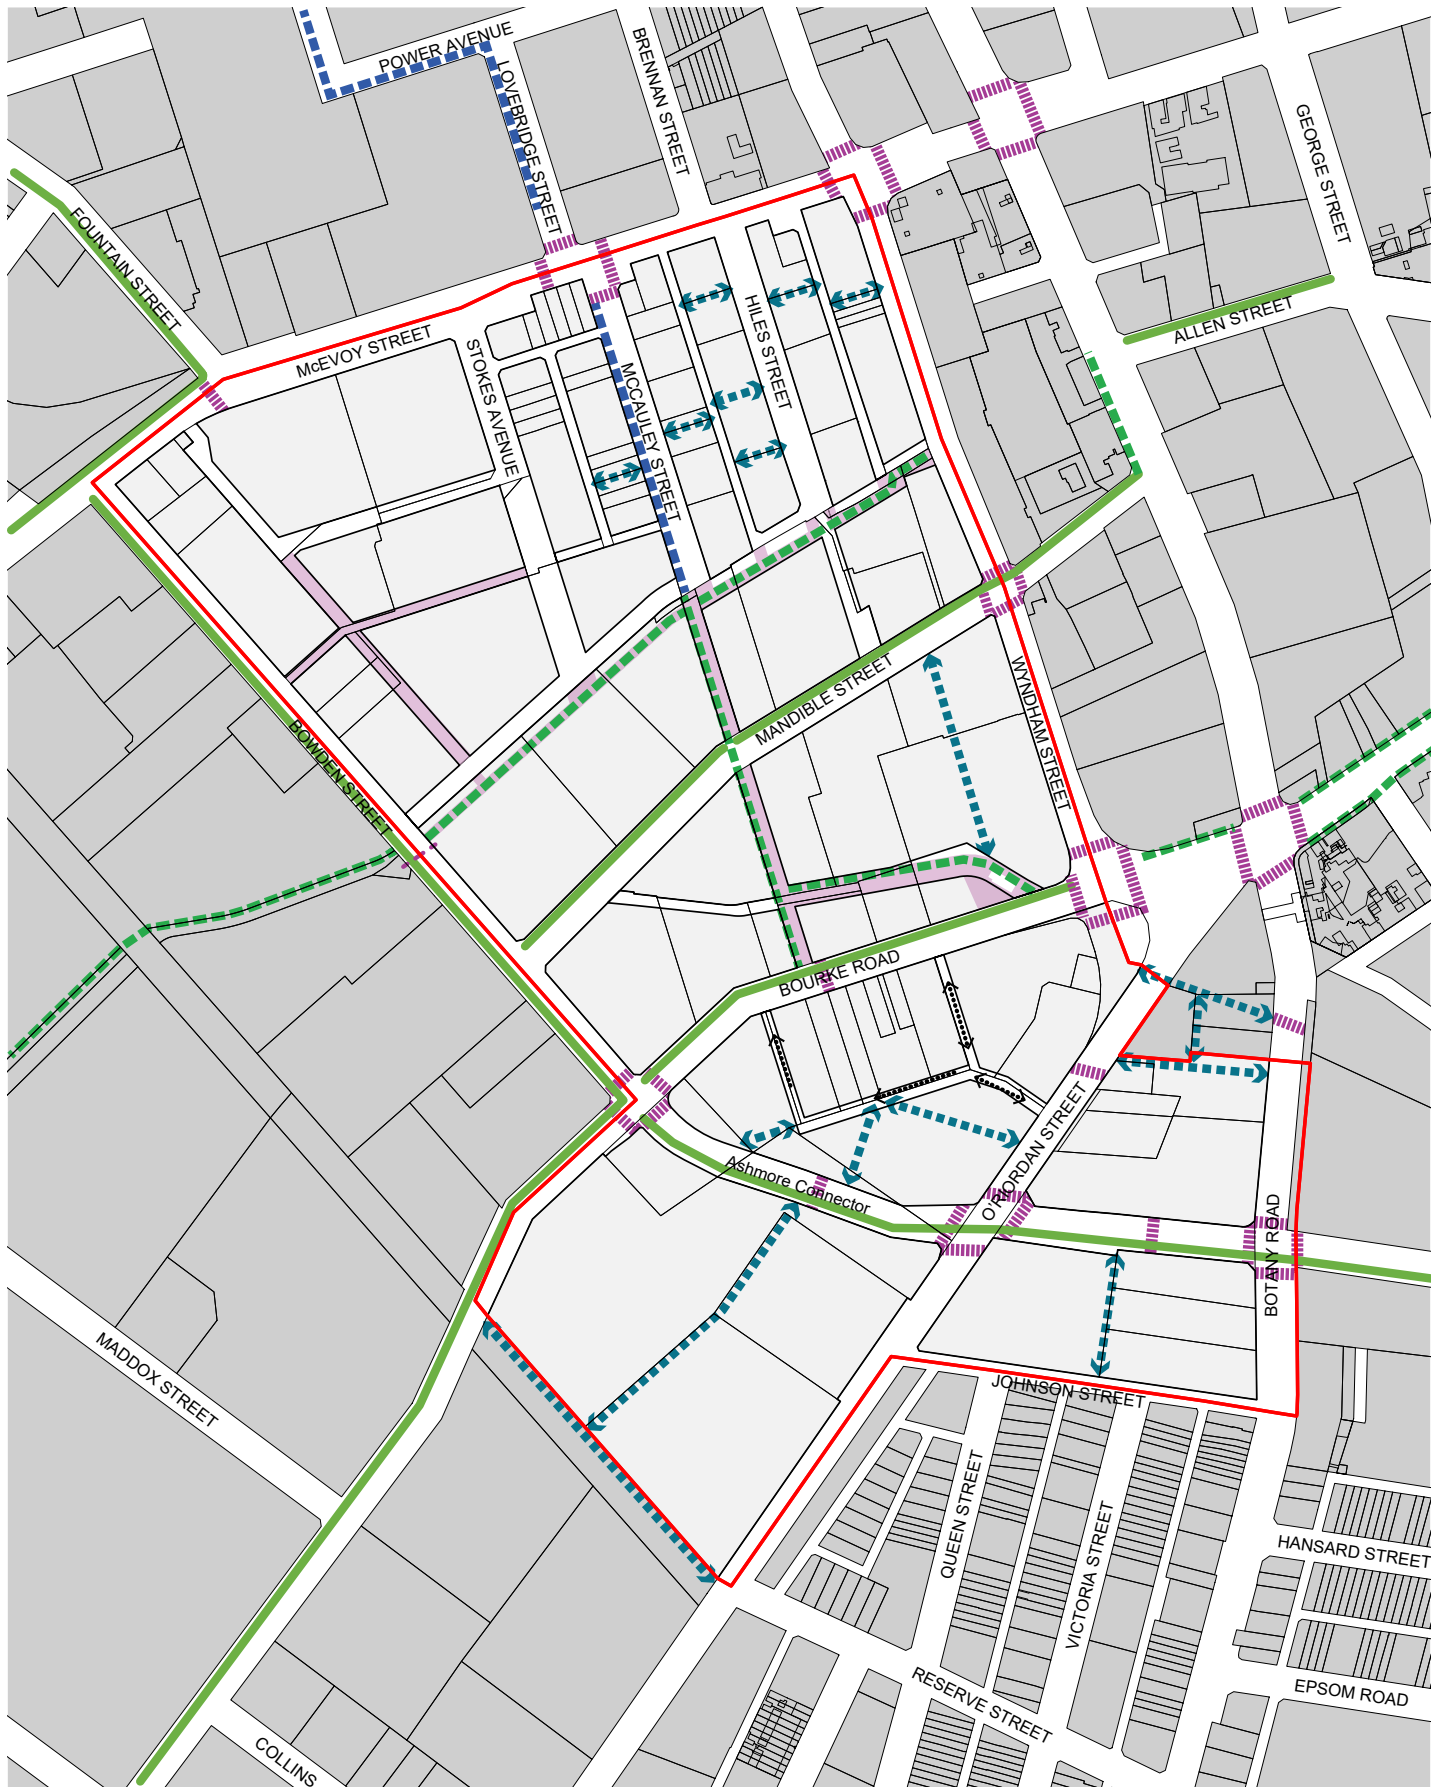 POWER AVENUE
LOVEBRIDGE STREET
BRENNAN STREET
GEORGE STREET
FOUNTAIN STREET
McEVOY STREET
STOKES AVENUE
MCCAULEY STREET
HILES STREET
ALLEN STREET
BOWDEN STREET
MANDIBLE STREET
WYNDHAM STREET
BOURKE ROAD
Ashmore Connector
O'RIORDAN STREET
BOTANY ROAD
MADDOX STREET
JOHNSON STREET
QUEEN STREET
VICTORIA STREET
HANSARD STREET
RESERVE STREET
EPSOM ROAD
COLLINS